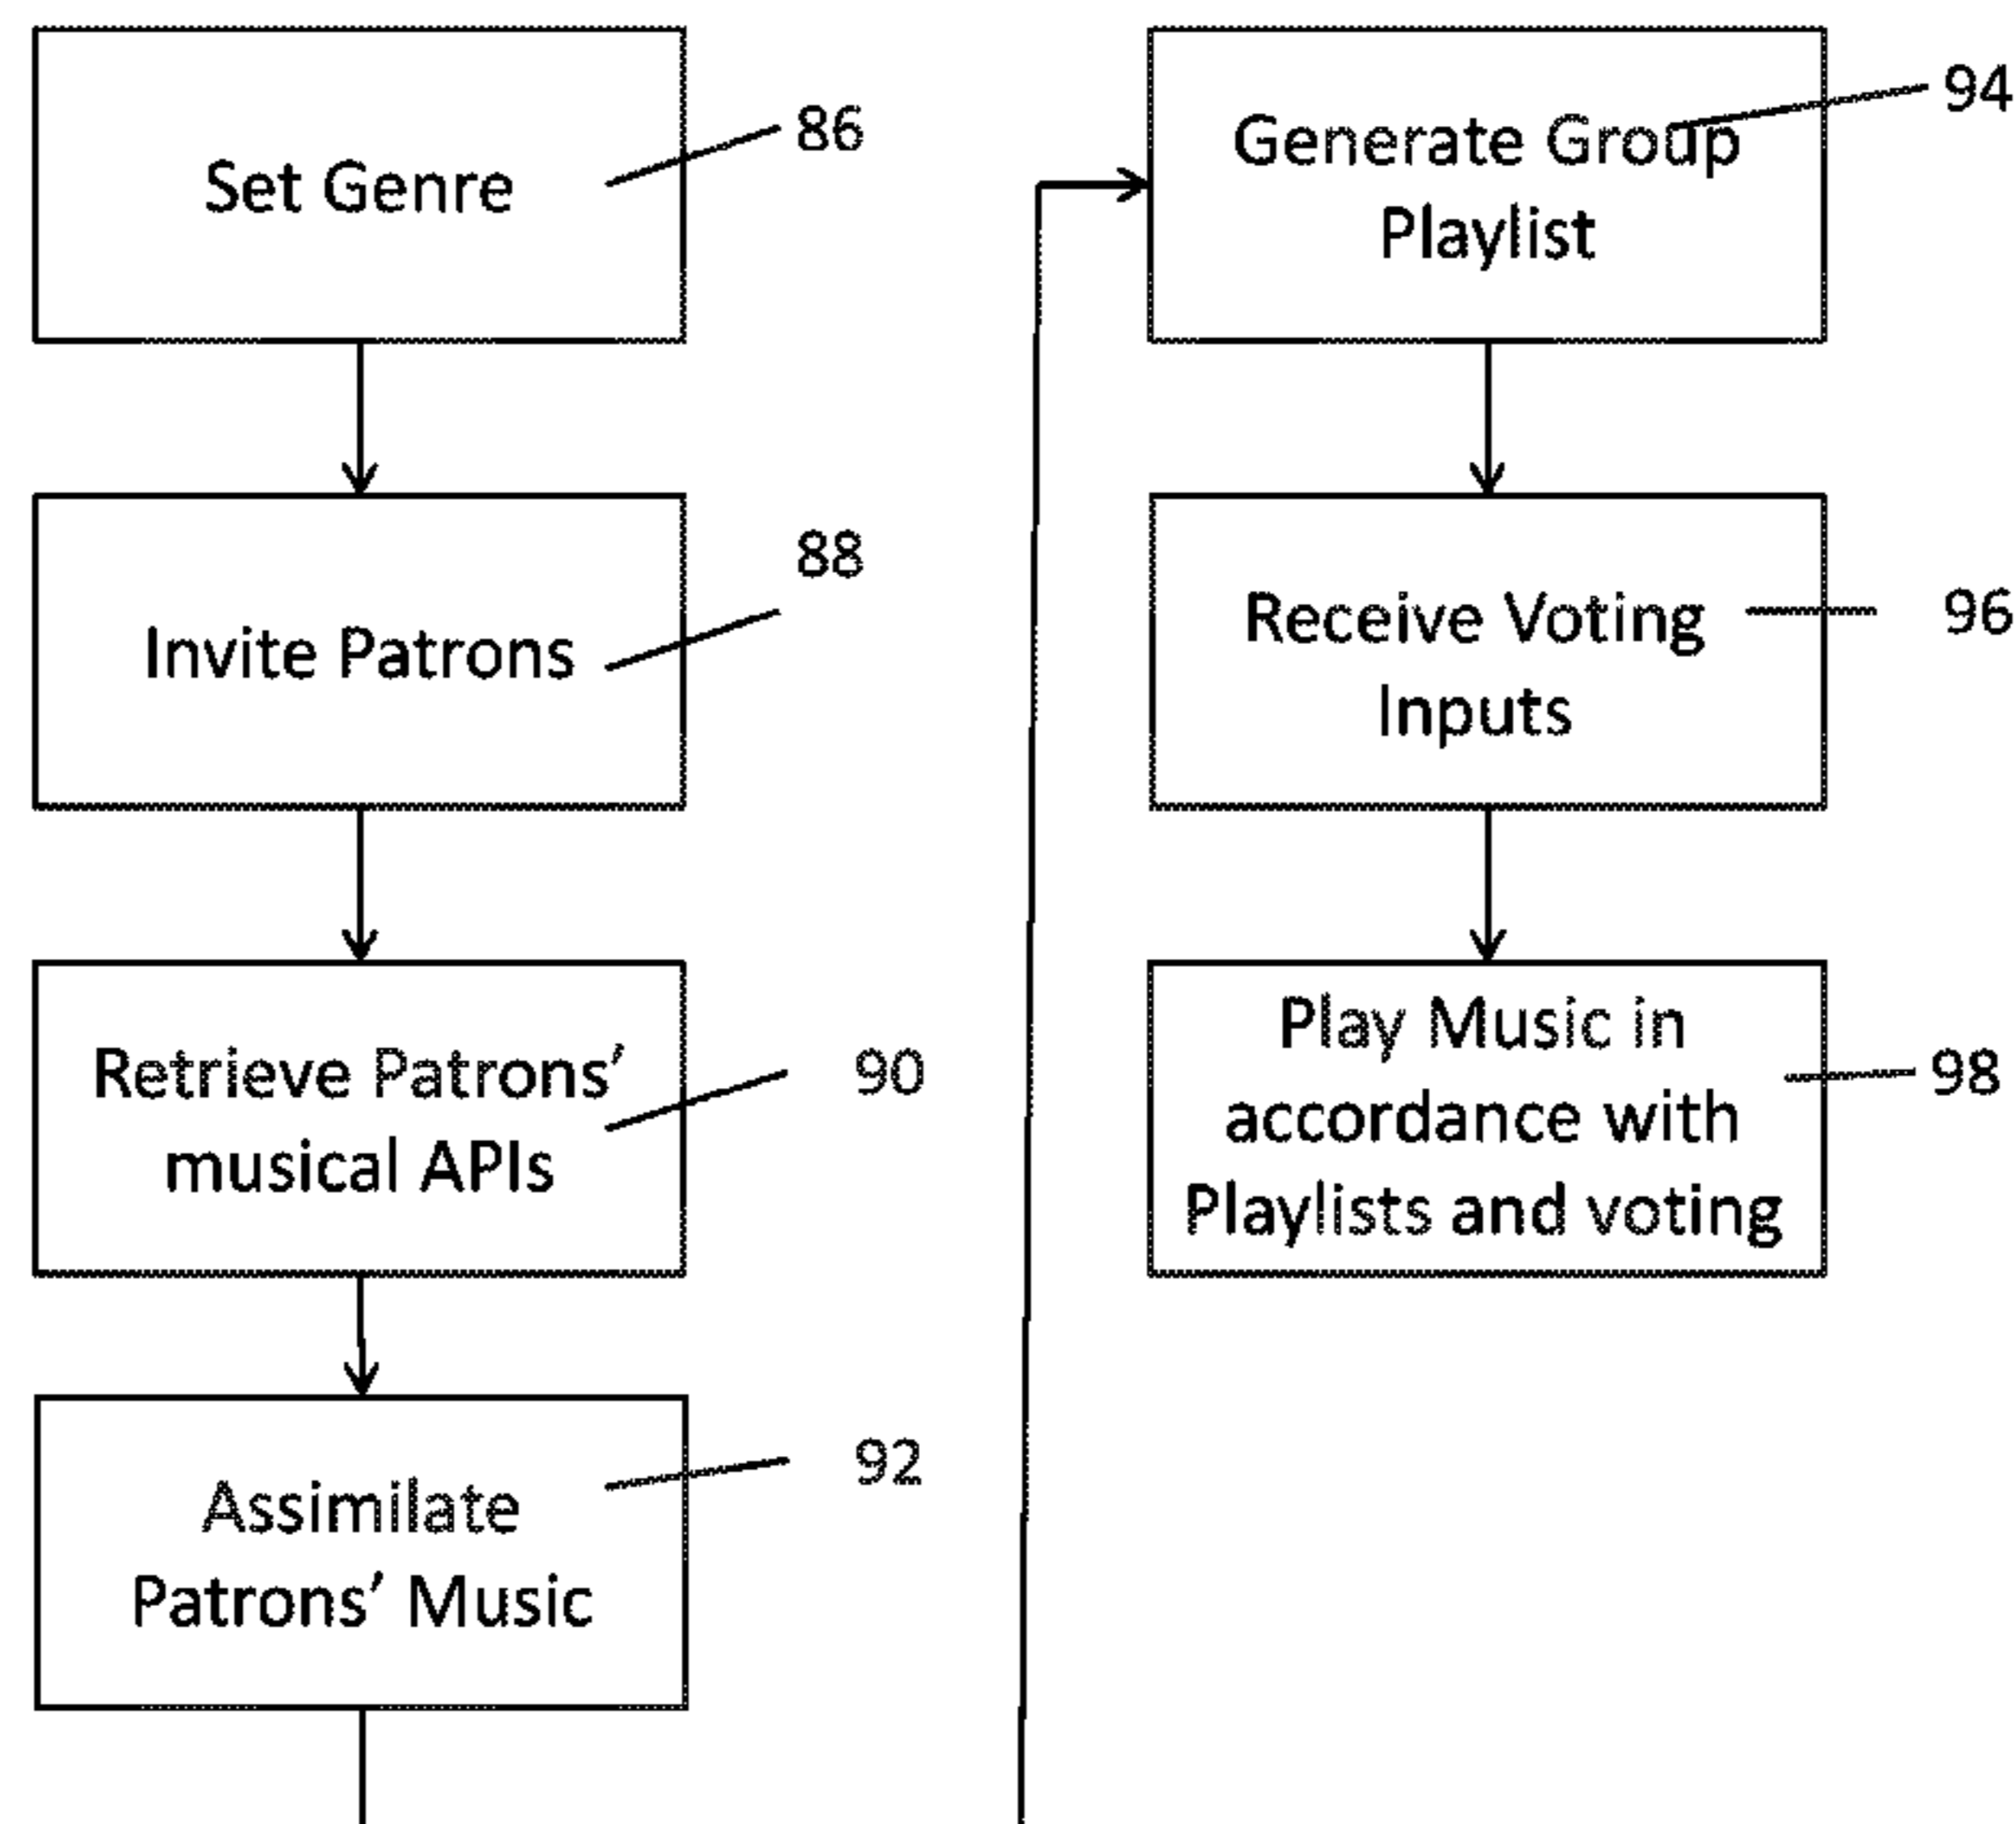 Set Genre
86
Invite Patrons
88
Retrieve Patrons’
musical APIs
90
Assimilate
Patrons’ Music
92
Generate Group
Playlist
94
Receive Voting
Inputs
96
Play Music in
accordance with
Playlists and voting
98